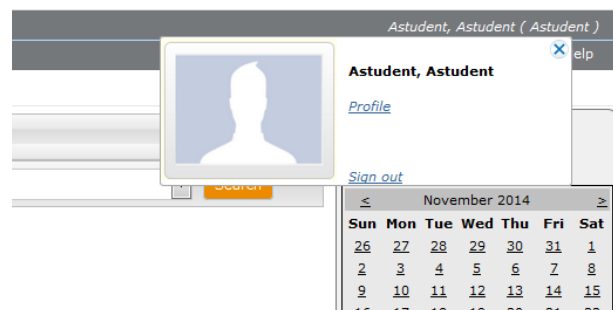 Astudent, Astudent ( Astudent )
elp
Astudent, Astudent
Profile
Sign out
Search
< November 2014 >
Sun Mon Tue Wed Thu Fri Sat
26 27 28 29 30 31 1
2 3 4 5 6 7 8
9 10 11 12 13 14 15